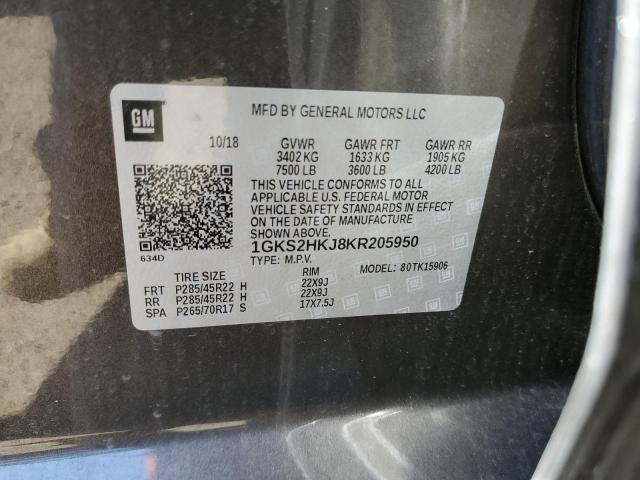 GM
MFD BY GENERAL MOTORS LLC
10/18 GVWR GAWR FRT GAWR RR
3402 KG 1633 KG 1905 KG
7500 LB 3600 LB 4200 LB
THIS VEHICLE CONFORMS TO ALL
APPLICABLE U.S. FEDERAL MOTOR
VEHICLE SAFETY STANDARDS IN EFFECT
ON THE DATE OF MANUFACTURE
SHOWN ABOVE.
1GKS2HKJ8KR205950
634D TYPE: M.P.V. MODEL: 80TK15906
TIRE SIZE RIM
FRT P285/45R22 H 22X9J
RR P285/45R22 H 22X9J
SPA P265/70R17 S 17X7.5J